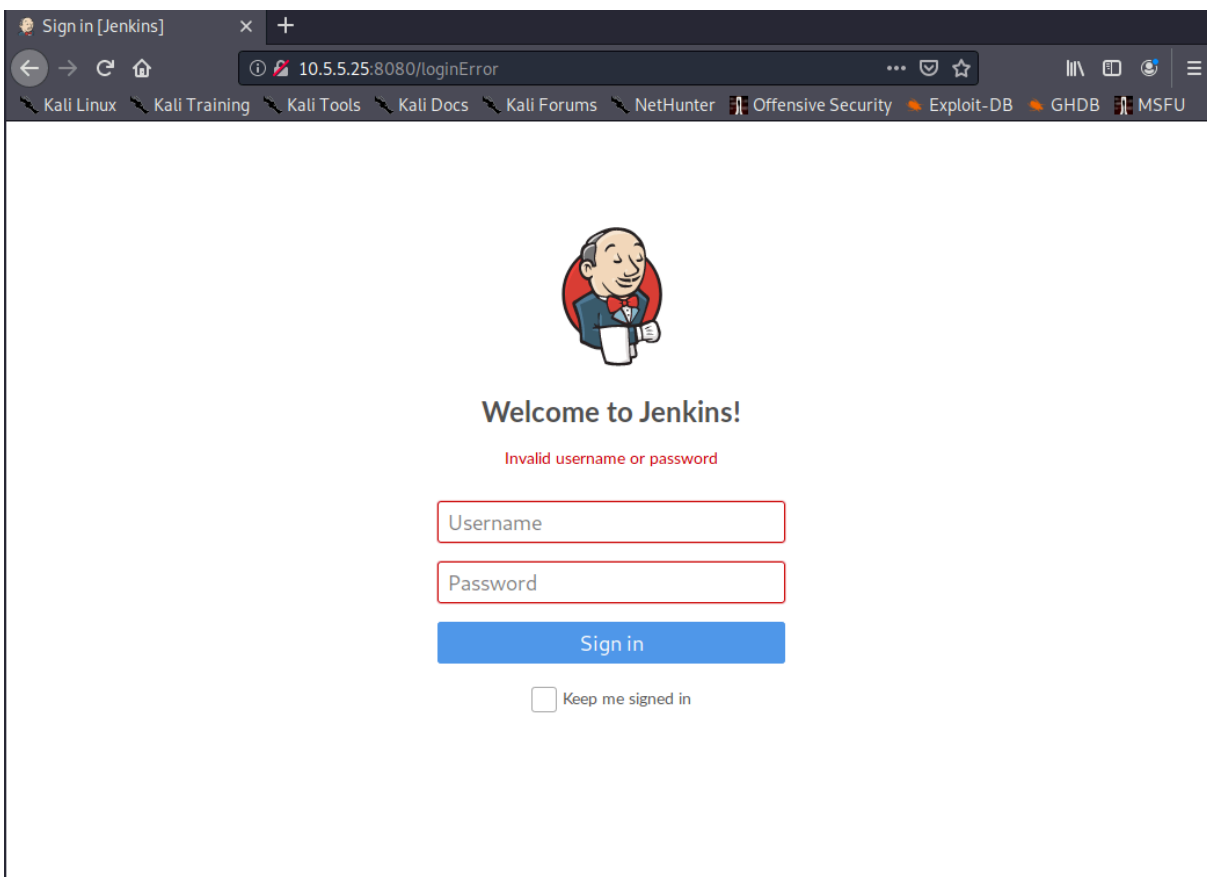 Sign in [Jenkins]
10.5.5.25:8080/loginError
Kali Linux Kali Training Kali Tools Kali Docs Kali Forums NetHunter Offensive Security Exploit-DB GHDB MSFU
Welcome to Jenkins!
Invalid username or password
Username
Password
Sign in
Keep me signed in